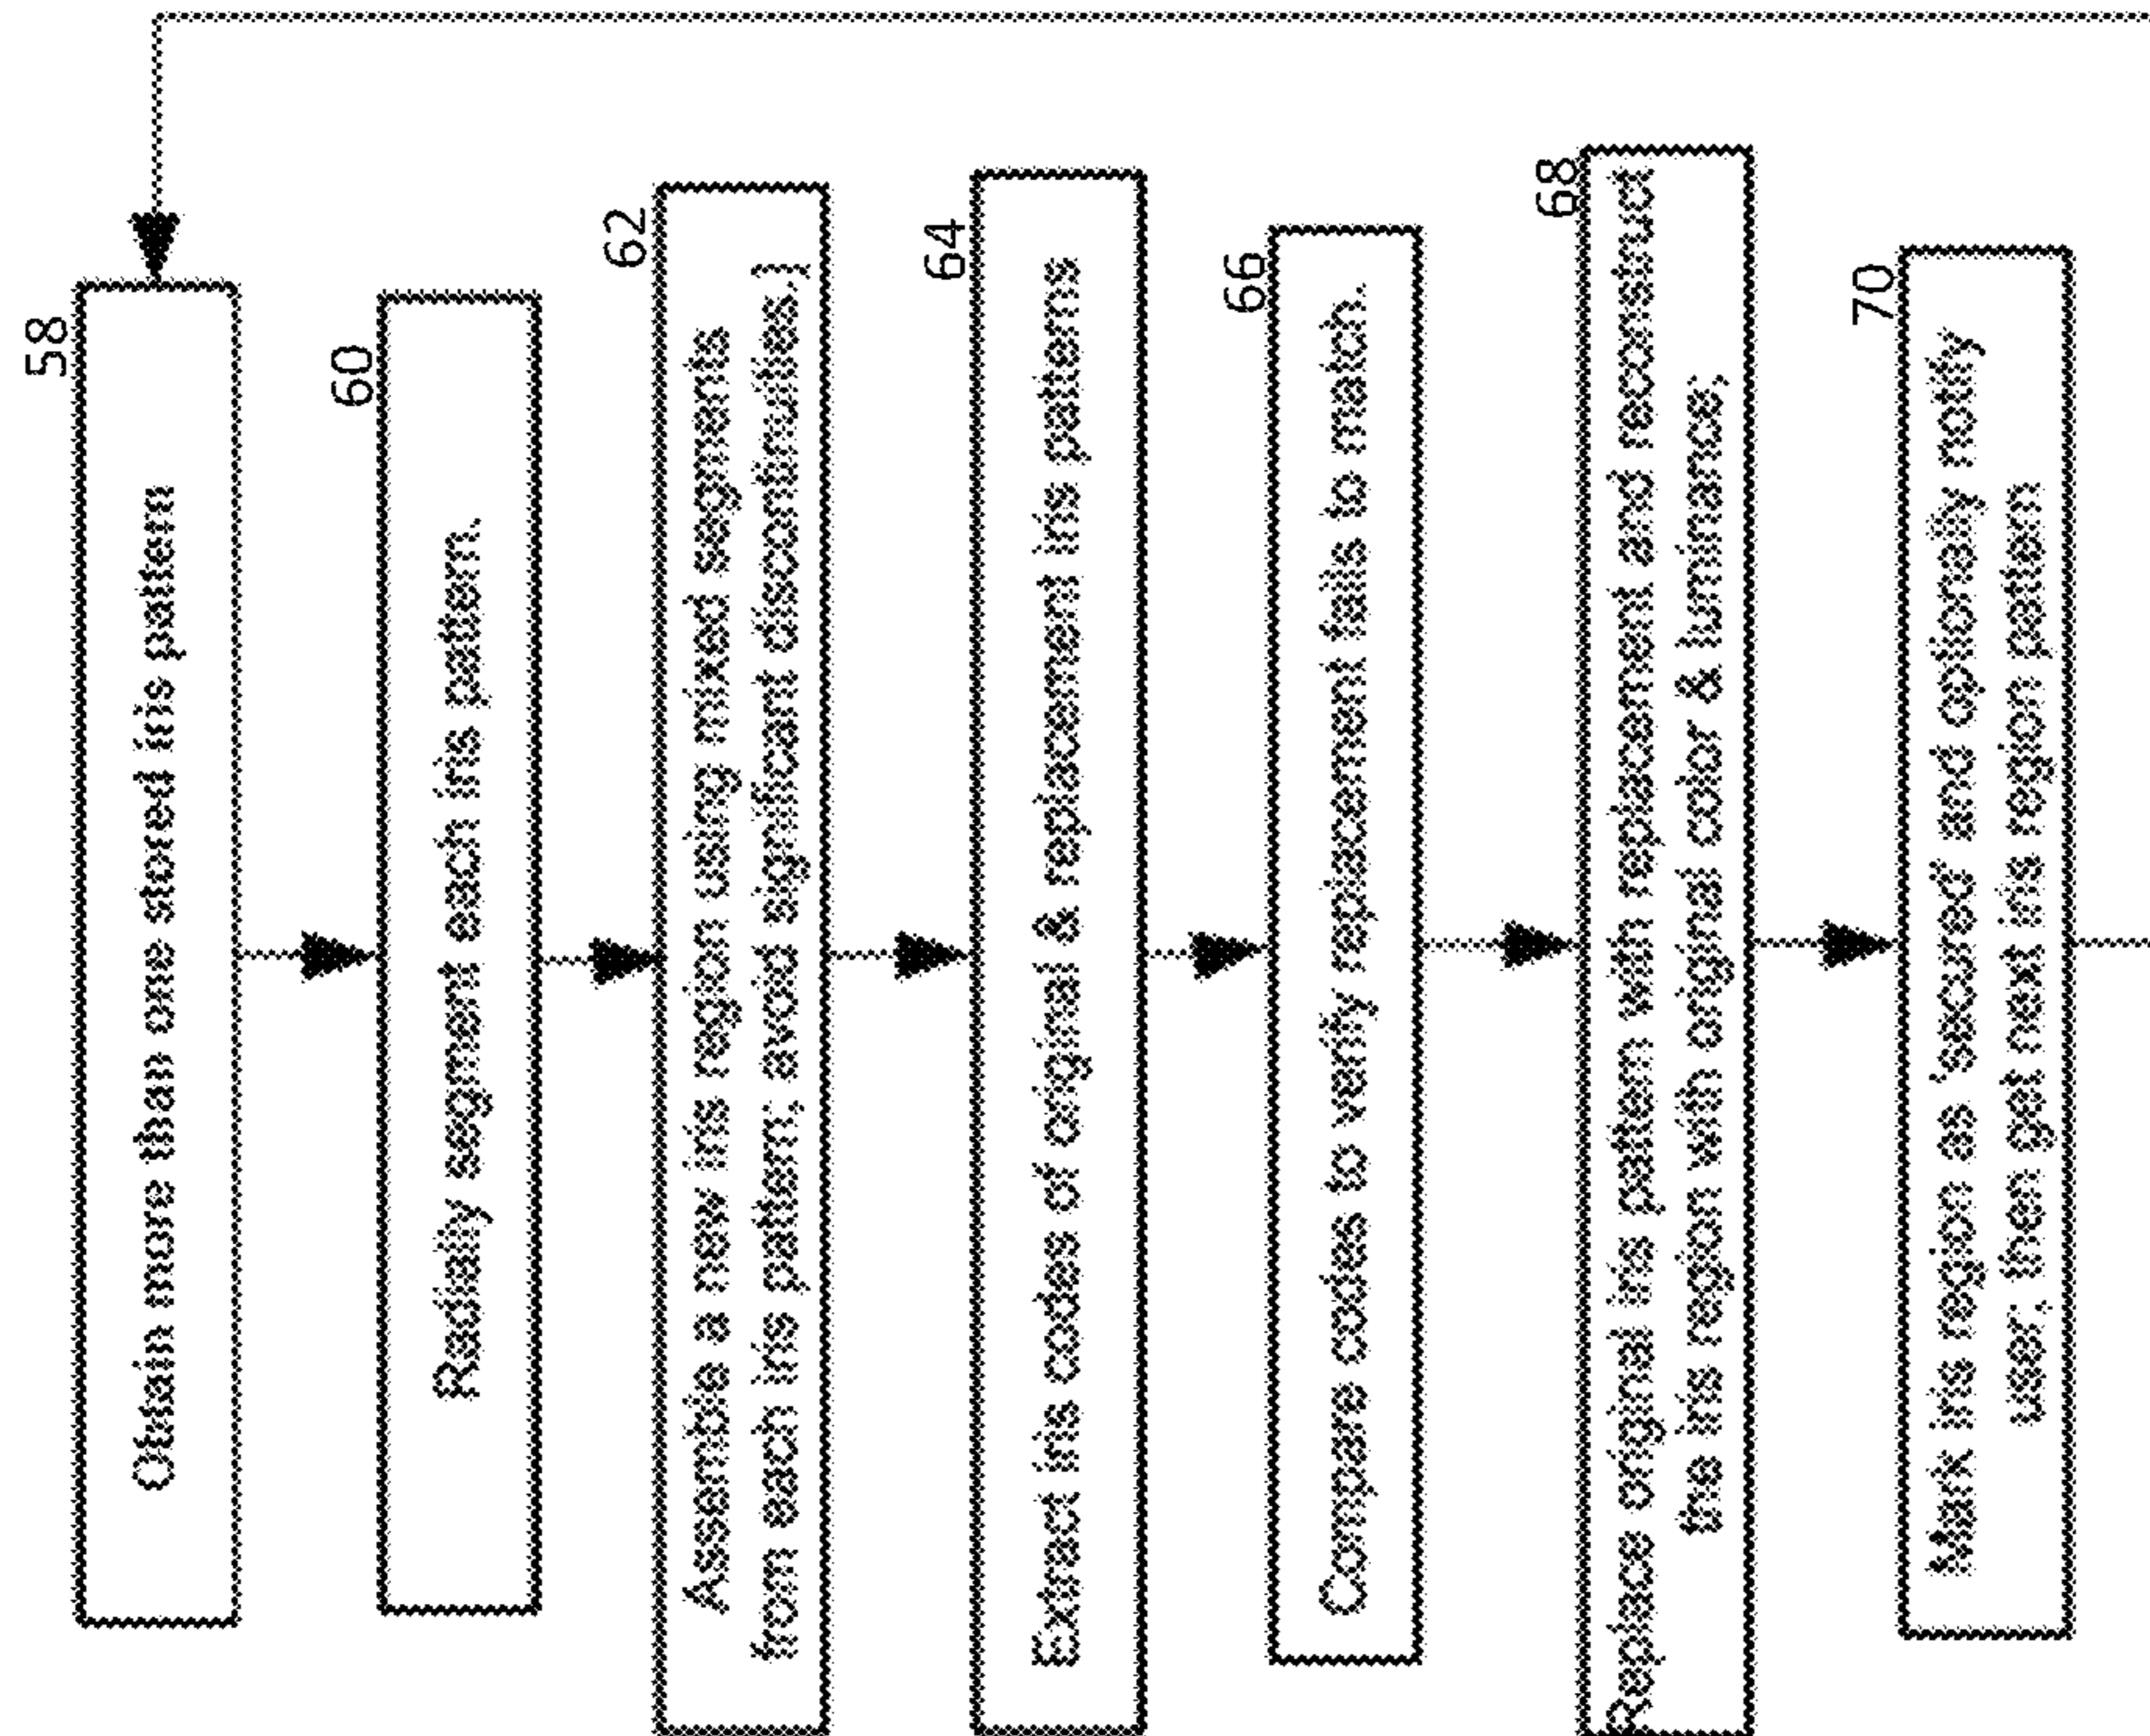 58
Obtain more than one stored iris pattern
60
Radially segment each iris pattern.
62
Assemble a new iris region using mixed segments
from each iris pattern; avoid significant discontinuities.)
64
Extract iris codes of original & replacement iris patterns
66
Compare codes to verify replacement fails to match.
68
Replace original iris pattern with replacement and reconstruct
the iris region with original color & luminance;
70
Mark iris region as 'secured' and optionally notify
user; then get next iris region pattern